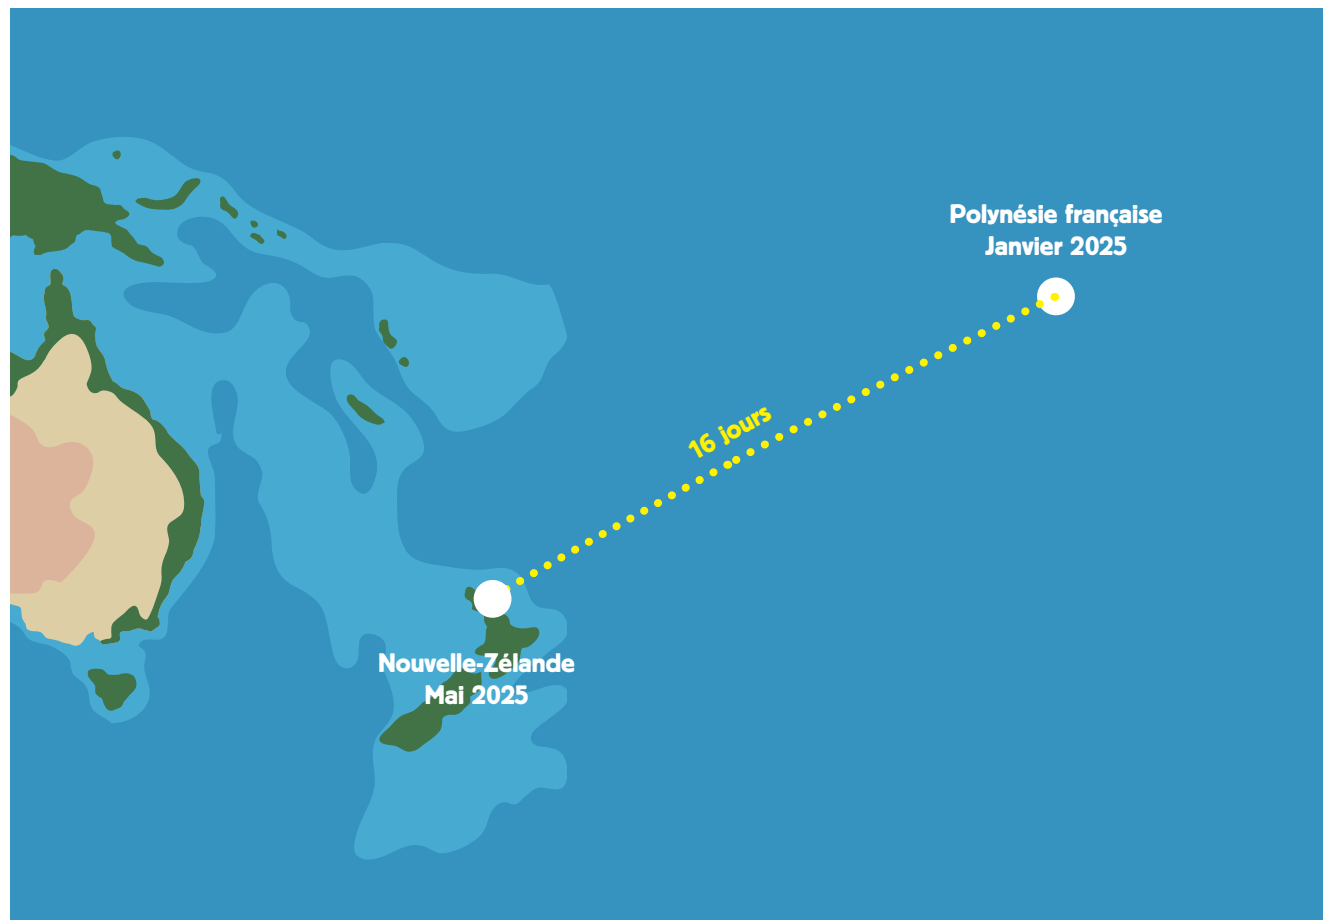 Polynésie française
Janvier 2025
16 jours
Nouvelle-Zélande
Mai 2025